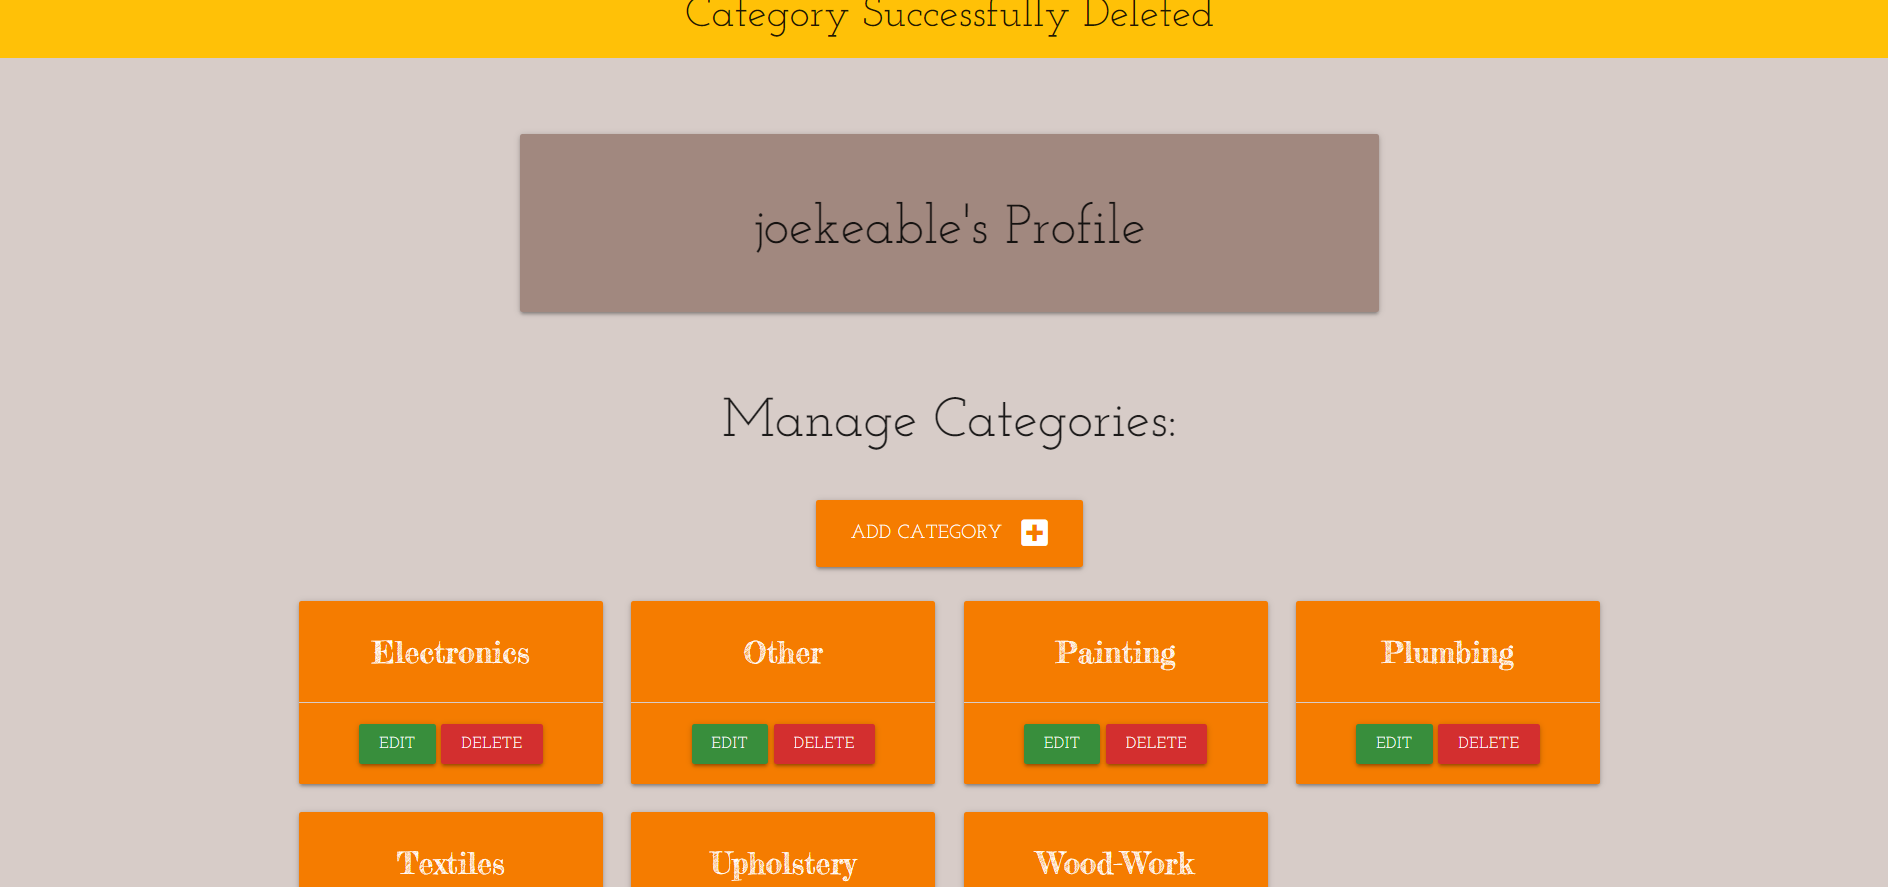 Category Successfully Deleted
joekeable's Profile
Manage Categories:
ADD CATEGORY
Electronics
Other
Painting
Plumbing
EDIT DELETE
EDIT DELETE
EDIT DELETE
EDIT DELETE
Textiles
Upholstery
Wood-Work